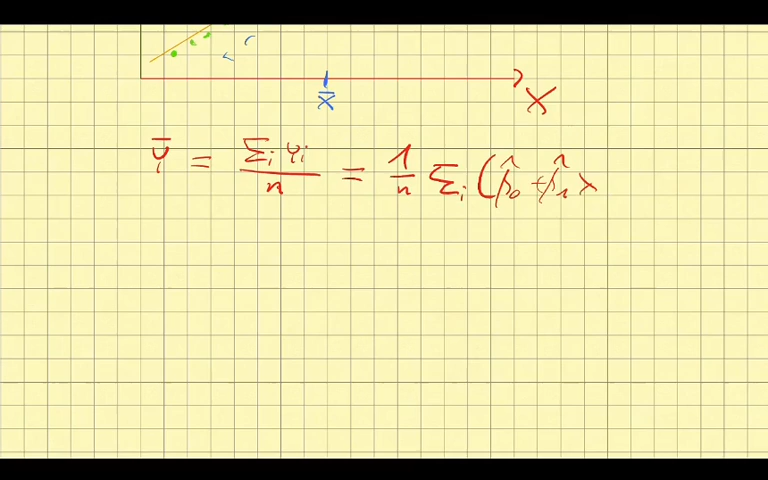 X̄ X
Ȳ = Σᵢ Yᵢ / n = 1/n Σᵢ (β̂₀ + β̂₁ x